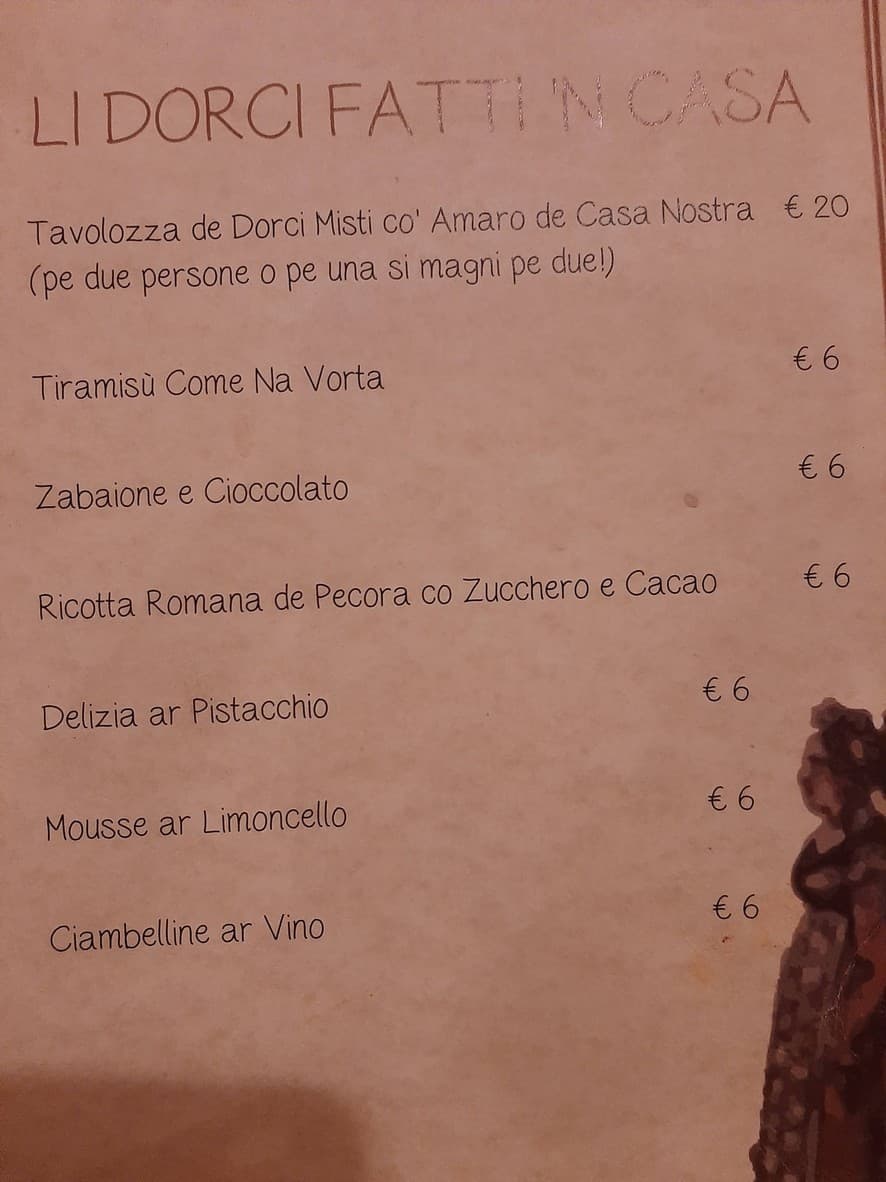 LI DORCI FATTI 'N CASA
Tavolozza de Dorci Misti co' Amaro de Casa Nostra € 20
(pe due persone o pe una si magni pe due!)
Tiramisù Come Na Vorta € 6
Zabaione e Cioccolato € 6
Ricotta Romana de Pecora co Zucchero e Cacao € 6
Delizia ar Pistacchio € 6
Mousse ar Limoncello € 6
Ciambelline ar Vino € 6